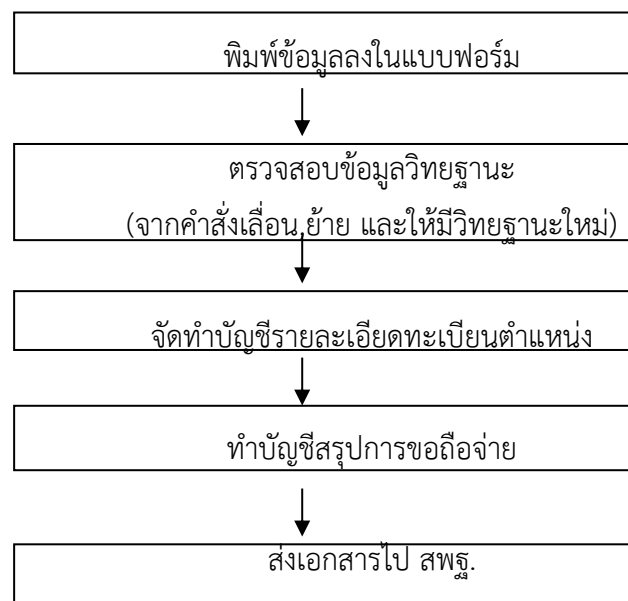 พิมพ์ข้อมูลลงในแบบฟอร์ม
ตรวจสอบข้อมูลวิทยฐานะ
(จากคำสั่งเลื่อน,ย้าย และให้มีวิทยฐานะใหม่)
จัดทำบัญชีรายละเอียดทะเบียนตำแหน่ง
ทำบัญชีสรุปการขอถือจ่าย
ส่งเอกสารไป สพฐ.